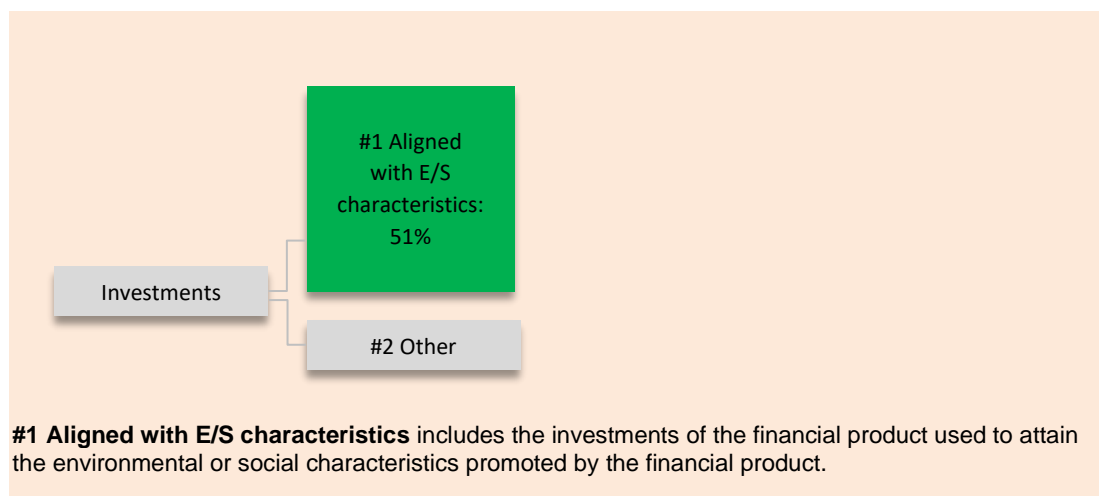 #1 Aligned
with E/S
characteristics:
51%
Investments
#2 Other
#1 Aligned with E/S characteristics includes the investments of the financial product used to attain
the environmental or social characteristics promoted by the financial product.